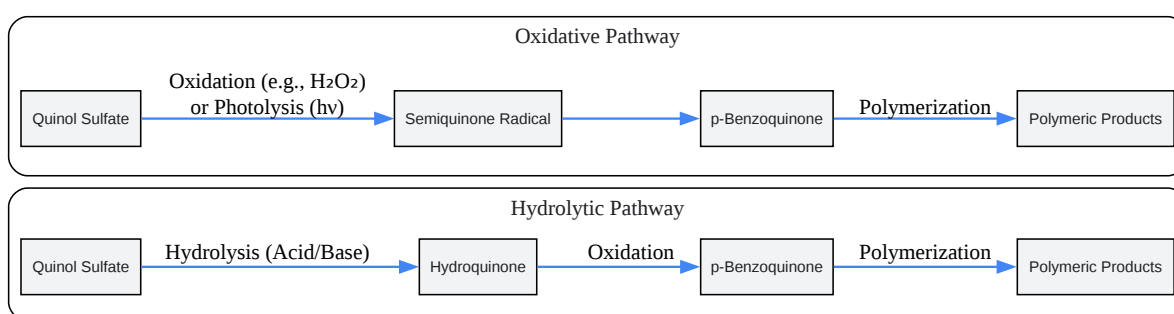 Oxidative Pathway
Oxidation (e.g., H₂O₂)
or Photolysis (hν)
Polymerization
Quinol Sulfate
Semiquinone Radical
p-Benzoquinone
Polymeric Products
Hydrolytic Pathway
Hydrolysis (Acid/Base)
Oxidation
Polymerization
Quinol Sulfate
Hydroquinone
p-Benzoquinone
Polymeric Products